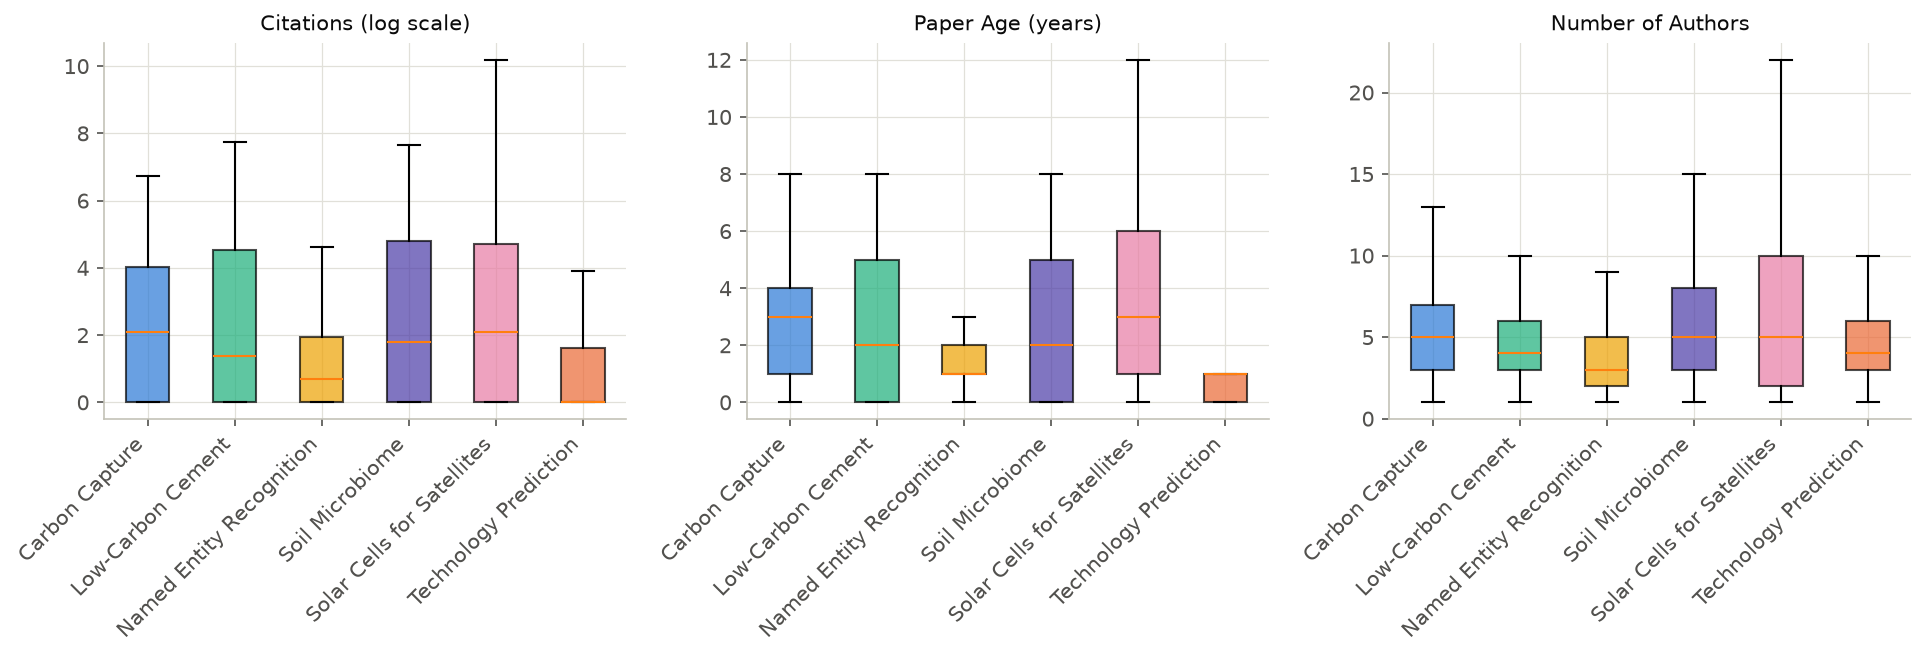 Citations (log scale)
10
8
6
4
2
0
Carbon Capture
Low-Carbon Cement
Named Entity Recognition
Soil Microbiome
Solar Cells for Satellites
Technology Prediction
Paper Age (years)
12
10
8
6
4
2
0
Carbon Capture
Low-Carbon Cement
Named Entity Recognition
Soil Microbiome
Solar Cells for Satellites
Technology Prediction
Number of Authors
20
15
10
5
0
Carbon Capture
Low-Carbon Cement
Named Entity Recognition
Soil Microbiome
Solar Cells for Satellites
Technology Prediction